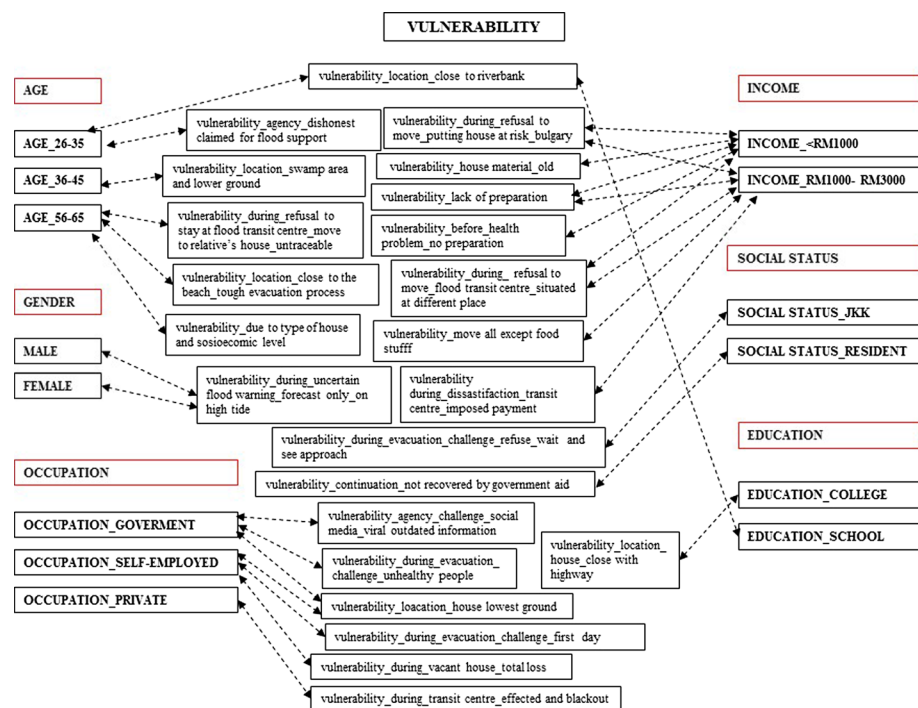 VULNERABILITY
AGE
AGE_26-35
AGE_36-45
AGE_56-65
GENDER
MALE
FEMALE
OCCUPATION
OCCUPATION_GOVERMENT
OCCUPATION_SELF-EMPLOYED
OCCUPATION_PRIVATE
vulnerability_location_close to riverbank
vulnerability_agency_dishonest
claimed for flood support
vulnerability_location_swamp area
and lower ground
vulnerability_during_refusal to
stay at flood transit centre_move
to relative's house_untraceable
vulnerability_location_close to the
beach_tough evacuation process
vulnerability_due to type of house
and sosioecomic level
vulnerability_during_uncertain
flood warning_forecast only_on
high tide
vulnerability_during_refusal to
move_putting house at risk_bulgary
vulnerability_house material_old
vulnerability_lack of preparation
vulnerability_before_health
problem_no preparation
vulnerability_during_ refusal to
move_flood transit centre_situated
at different place
vulnerability_move all except food
stufff
vulnerability
during_dissastifaction_transit
centre_imposed payment
vulnerability_during_evacuation_challenge_refuse_wait and
see approach
vulnerability_continuation_not recovered by government aid
vulnerability_agency_challenge_social
media_viral outdated information
vulnerability_during_evacuation_
challenge_unhealthy people
vulnerability_loacation_house lowest ground
vulnerability_during_evacuation_challenge_first day
vulnerability_during_vacant house_total loss
vulnerability_during_transit centre_effected and blackout
vulnerability_location_
house_close with
highway
INCOME
INCOME_<RM1000
INCOME_RM1000- RM3000
SOCIAL STATUS
SOCIAL STATUS_JKK
SOCIAL STATUS_RESIDENT
EDUCATION
EDUCATION_COLLEGE
EDUCATION_SCHOOL